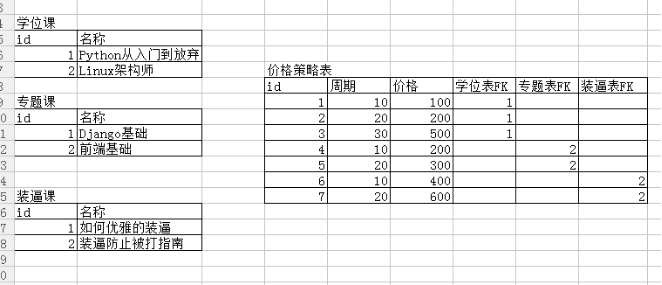 学位课
id 名称
1 Python从入门到放弃
2 Linux架构师
专题课
id 名称
1 Django基础
2 前端基础
装逼课
id 名称
1 如何优雅的装逼
2 装逼防止被打指南
价格策略表
id 周期 价格 学位表FK 专题表FK 装逼表FK
1 10 100 1
2 20 200 1
3 30 500 1
4 10 200 2
5 20 300 2
6 10 400 2
7 20 600 2